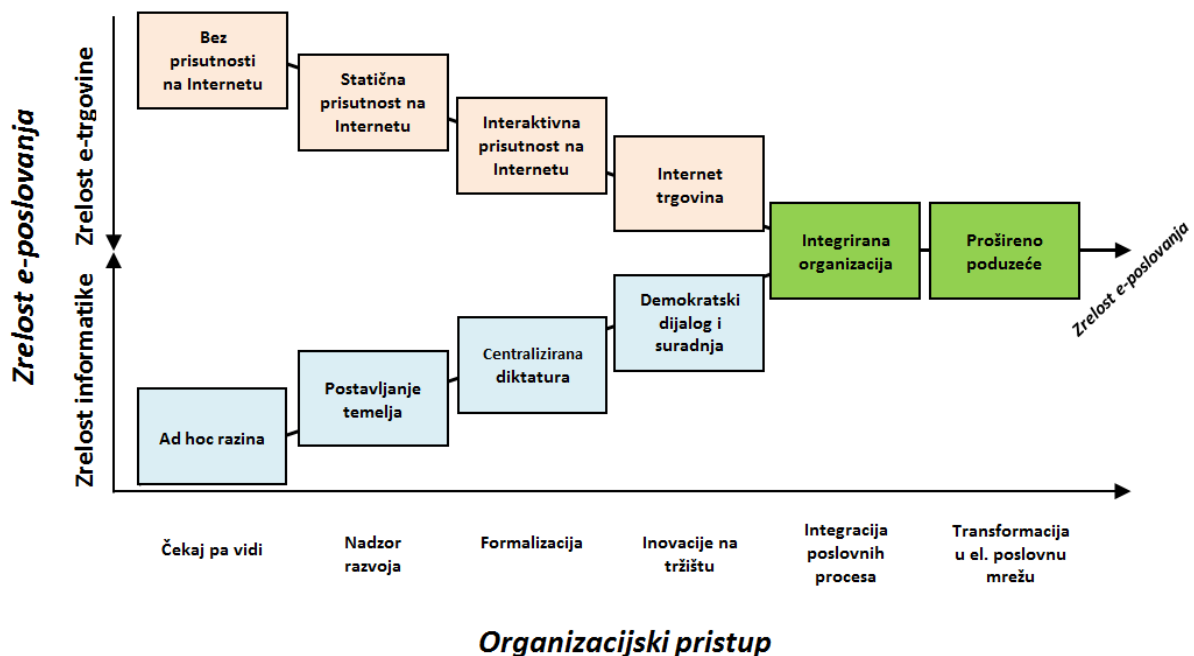 Zrelost e-poslovanja
Zrelost e-trgovine
Zrelost informatike
Bez
prisutnosti
na Internetu
Statična
prisutnost na
Internetu
Interaktivna
prisutnost na
Internetu
Internet
trgovina
Integrirana
organizacija
Prošireno
poduzeće
Zrelost e-poslovanja
Demokratski
dijalog i
suradnja
Centralizirana
diktatura
Postavljanje
temelja
Ad hoc razina
Čekaj pa vidi
Nadzor
razvoja
Formalizacija
Inovacije na
tržištu
Integracija
poslovnih
procesa
Transformacija
u el. poslovnu
mrežu
Organizacijski pristup